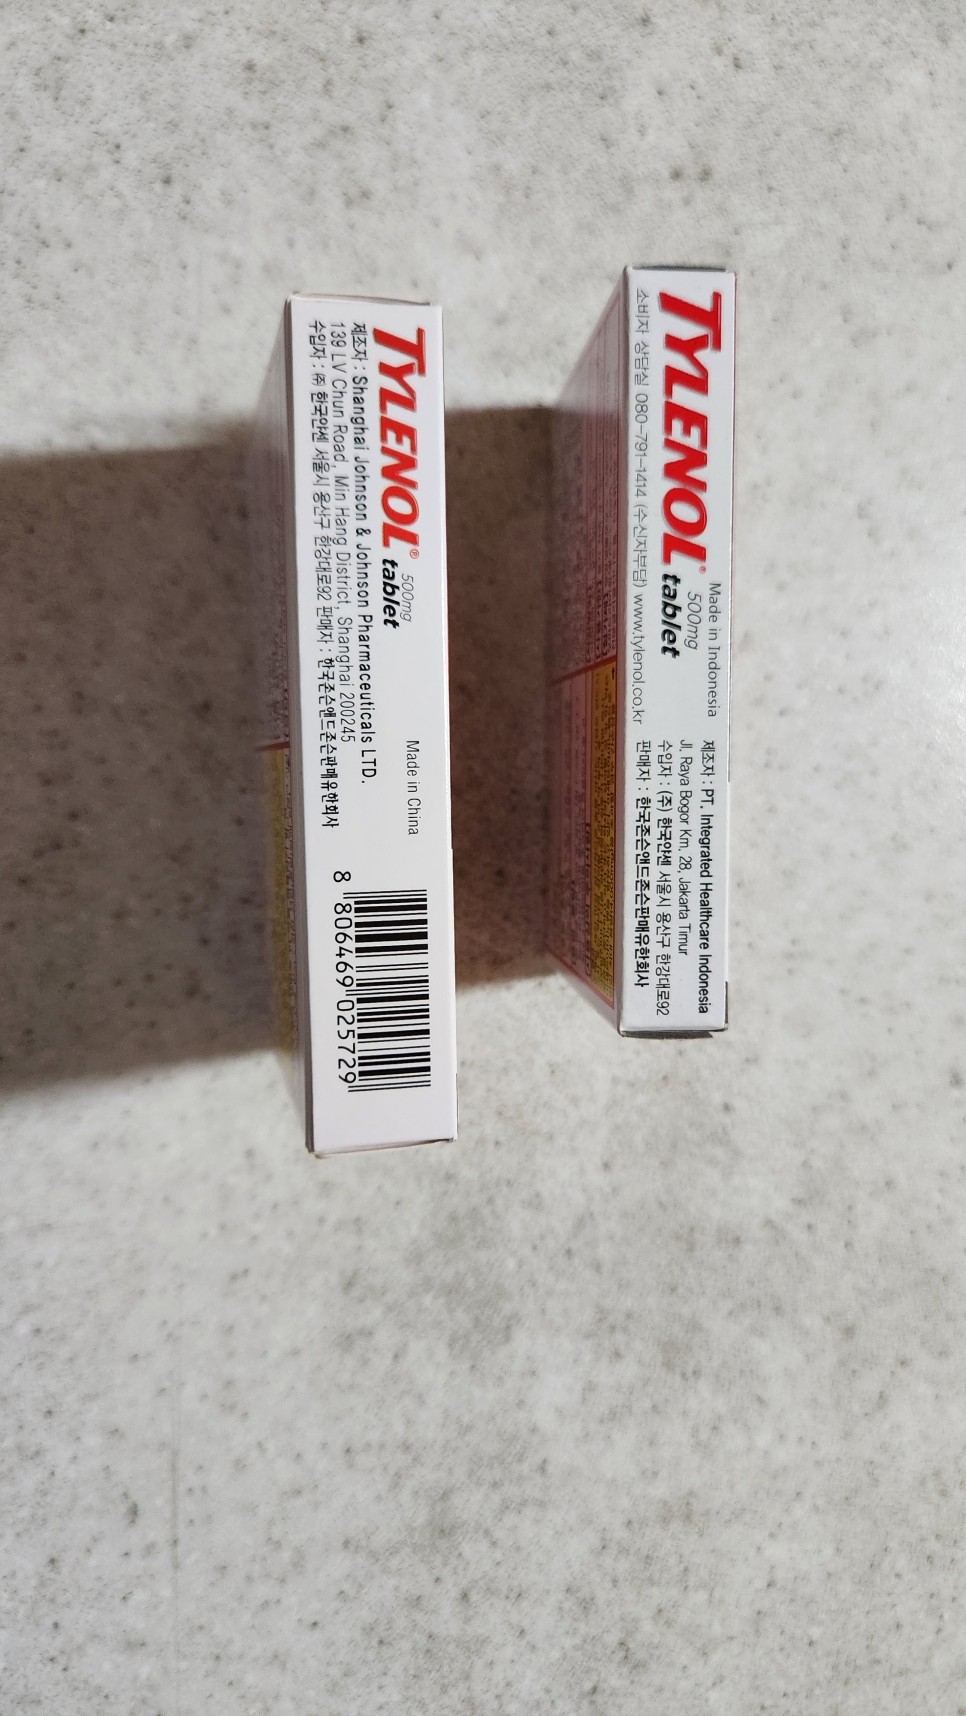 TYLENOL® 500mg tablet
Made in China
제조자 : Shanghai Johnson & Johnson Pharmaceuticals LTD.
139 LV Chun Road, Min Hang District, Shanghai 200245
수입자 : ㈜ 한국얀센 서울시 용산구 한강대로92 판매자 : 한국존슨앤드존슨판매유한회사
8 806469 025729
Made in Indonesia
TYLENOL® 500mg tablet
소비자 상담실 080-791-1414 (수신자부담) www.tylenol.co.kr
제조자 : PT. Integrated Healthcare Indonesia
Jl. Raya Bogor Km. 28, Jakarta Timur
수입자 : (주) 한국얀센 서울시 용산구 한강대로92
판매자 : 한국존슨앤드존슨판매유한회사